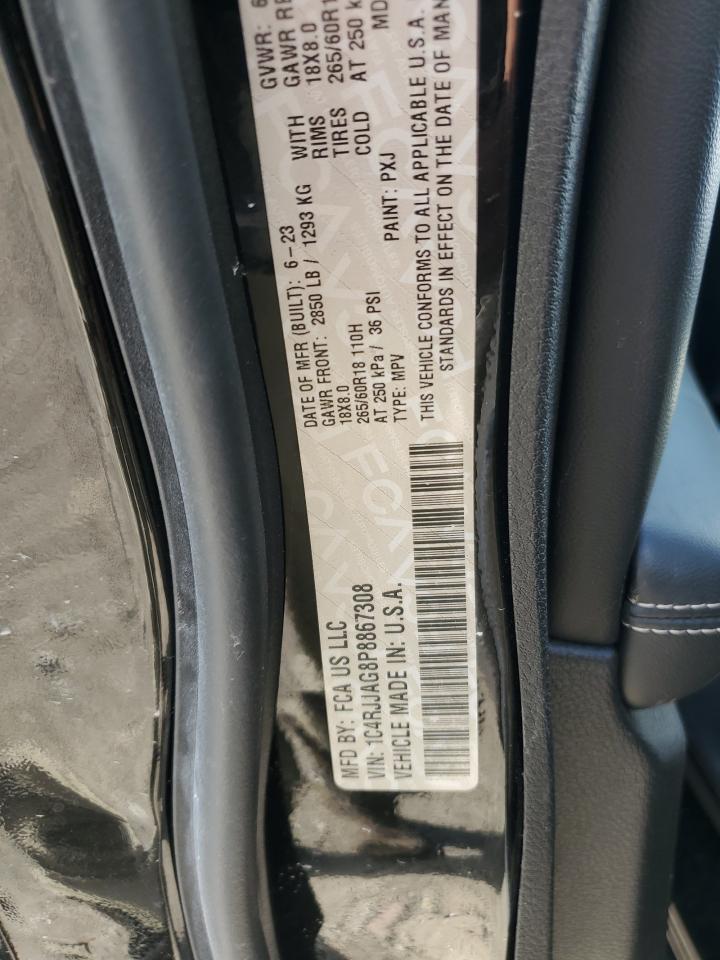 MFD BY: FCA US LLC
VIN: 1C4RJJAG8P8867308
VEHICLE MADE IN: U.S.A.
DATE OF MFR (BUILT): 6-23
GAWR FRONT: 2850 LB / 1293 KG
18X8.0
265/60R18 110H
AT 250 kPa / 36 PSI
TYPE: MPV
PAINT: PXJ
THIS VEHICLE CONFORMS TO ALL APPLICABLE U.S.A.
STANDARDS IN EFFECT ON THE DATE OF MAN
WITH
RIMS
TIRES
COLD
GVWR: 6
GAWR RE
18X8.0
265/60R1
AT 250 k
MD